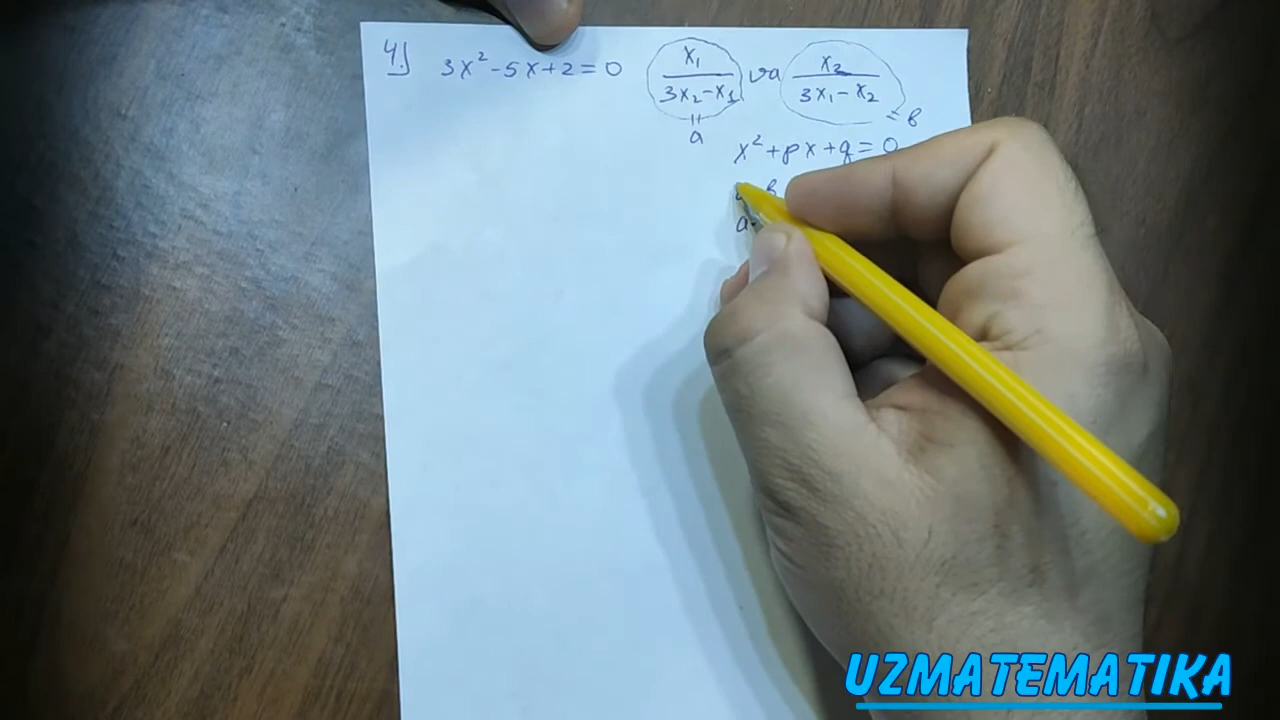 4.) 3x² - 5x + 2 = 0 x₁/(3x₂ - x₁) va x₂/(3x₁ - x₂)
= a = b
x² + px + q = 0
a
UZMATEMATIKA